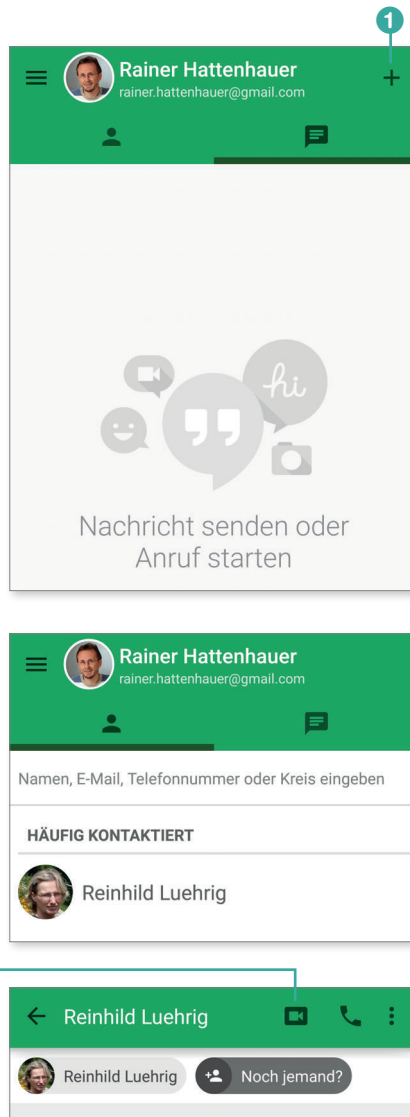 1
Rainer Hattenhauer
rainer.hattenhauer@gmail.com
hi
Nachricht senden oder
Anruf starten
Rainer Hattenhauer
rainer.hattenhauer@gmail.com
Namen, E-Mail, Telefonnummer oder Kreis eingeben
HÄUFIG KONTAKTIERT
Reinhild Luehrig
Reinhild Luehrig
Reinhild Luehrig
Noch jemand?